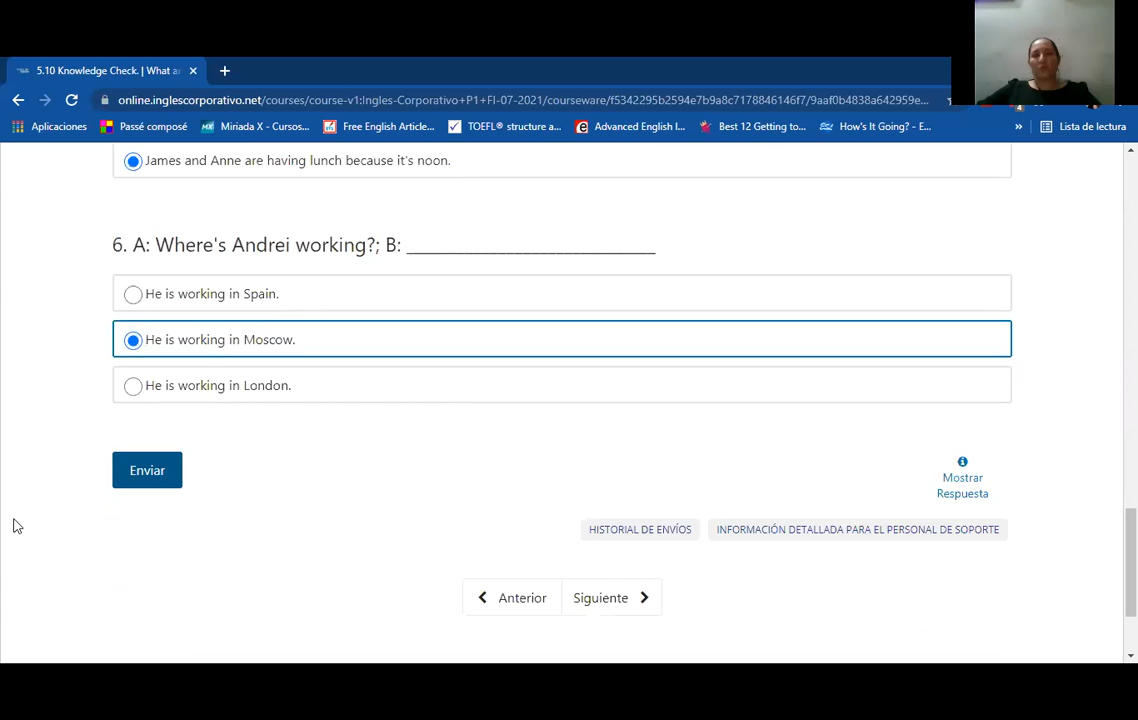 5.10 Knowledge Check. | What ar
online.inglescorporativo.net/courses/course-v1:Ingles-Corporativo+P1+FI-07-2021/courseware/f5342295b2594e7b9a8c7178846146f7/9aaf0b4838a642959e...
Aplicaciones Passé composé Miriada X - Cursos... Free English Article... TOEFL® structure a... Advanced English l... Best 12 Getting to... How's It Going? - E... » Lista de lectura
James and Anne are having lunch because it's noon.
6. A: Where's Andrei working?; B: ____________________________
He is working in Spain.
He is working in Moscow.
He is working in London.
Enviar
Mostrar
Respuesta
HISTORIAL DE ENVÍOS INFORMACIÓN DETALLADA PARA EL PERSONAL DE SOPORTE
Anterior Siguiente